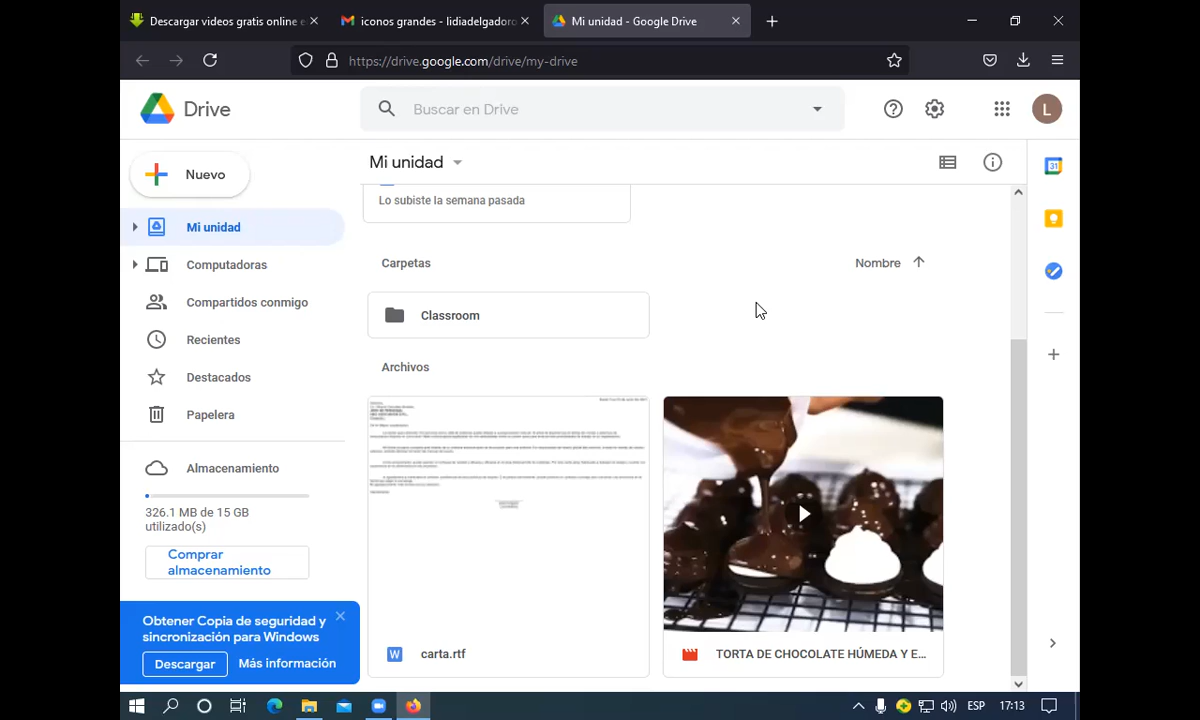 Descargar videos gratis online e
iconos grandes - lidiadelgadoro
Mi unidad - Google Drive
https://drive.google.com/drive/my-drive
Drive
Buscar en Drive
L
Nuevo
Mi unidad
31
Lo subiste la semana pasada
Mi unidad
Computadoras
Carpetas
Nombre
Compartidos conmigo
Classroom
Recientes
Archivos
Destacados
Papelera
Almacenamiento
326.1 MB de 15 GB
utilizado(s)
Comprar
almacenamiento
Obtener Copia de seguridad y
sincronización para Windows
Descargar
Más información
W
carta.rtf
TORTA DE CHOCOLATE HÚMEDA Y E...
ESP
17:13